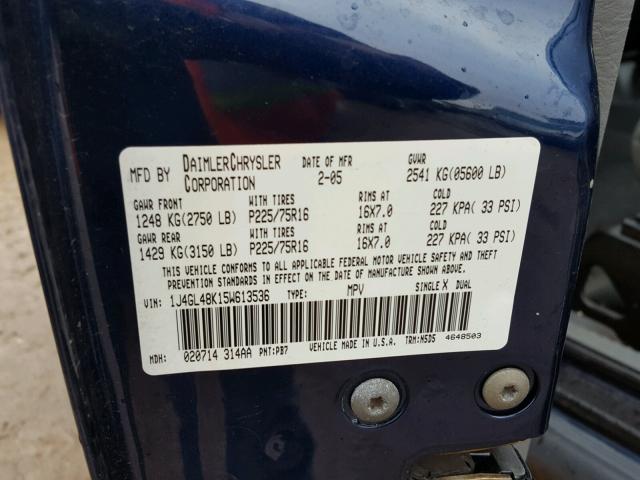 MFD BY DAIMLERCHRYSLER CORPORATION DATE OF MFR 2-05 GVWR 2541 KG(05600 LB)
GAWR FRONT WITH TIRES RIMS AT COLD
1248 KG(2750 LB) P225/75R16 16X7.0 227 KPA( 33 PSI)
GAWR REAR WITH TIRES RIMS AT COLD
1429 KG(3150 LB) P225/75R16 16X7.0 227 KPA( 33 PSI)
THIS VEHICLE CONFORMS TO ALL APPLICABLE FEDERAL MOTOR VEHICLE SAFETY AND THEFT
PREVENTION STANDARDS IN EFFECT ON THE DATE OF MANUFACTURE SHOWN ABOVE.
VIN: 1J4GL48K15W613536 TYPE: MPV SINGLE X DUAL
MDH: 020714 314AA PNT:PB7 VEHICLE MADE IN U.S.A. TRM:N5D5 4648503